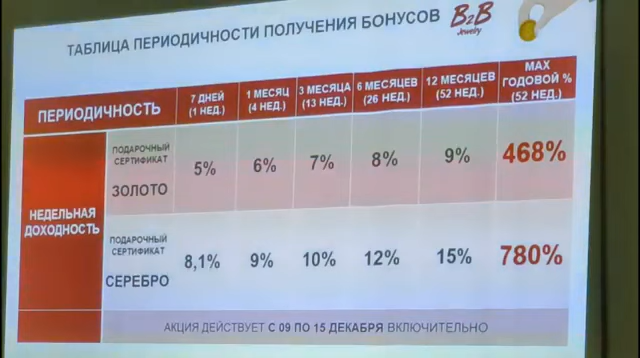 ТАБЛИЦА ПЕРИОДИЧНОСТИ ПОЛУЧЕНИЯ БОНУСОВ
B2B
Jewelry
ПЕРИОДИЧНОСТЬ
7 ДНЕЙ
(1 НЕД.)
1 МЕСЯЦ
(4 НЕД.)
3 МЕСЯЦА
(13 НЕД.)
6 МЕСЯЦЕВ
(26 НЕД.)
12 МЕСЯЦЕВ
(52 НЕД.)
MAX
ГОДОВОЙ %
(52 НЕД.)
НЕДЕЛЬНАЯ
ДОХОДНОСТЬ
ПОДАРОЧНЫЙ
СЕРТИФИКАТ
ЗОЛОТО
5% 6% 7% 8% 9% 468%
ПОДАРОЧНЫЙ
СЕРТИФИКАТ
СЕРЕБРО
8,1% 9% 10% 12% 15% 780%
АКЦИЯ ДЕЙСТВУЕТ С 09 ПО 15 ДЕКАБРЯ ВКЛЮЧИТЕЛЬНО